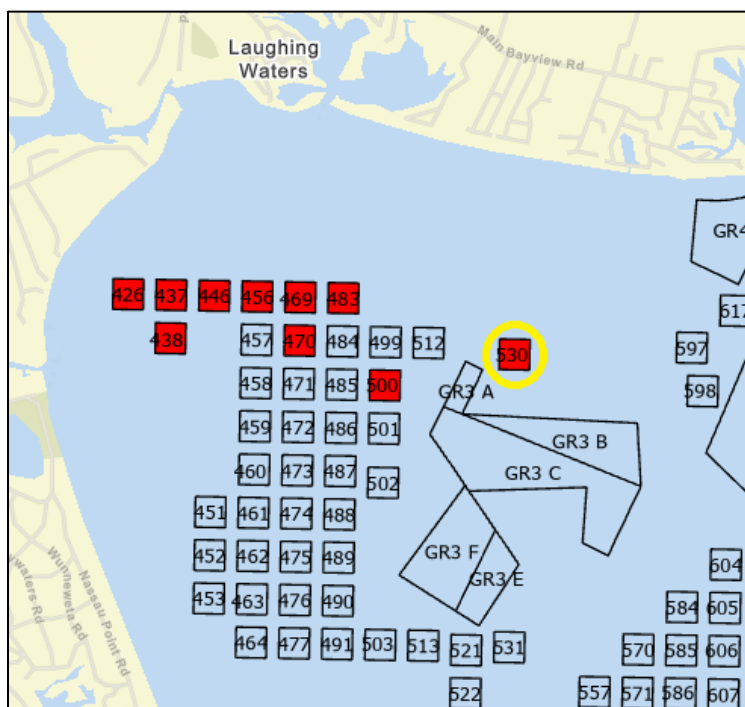 Main Bayview Rd
Laughing
Waters
GR4
617
426 437 446 456 469 483
438 457 470 484 499 512 530 597
458 471 485 500 GR3 A 598
459 472 486 501 GR3 B
460 473 487 502 GR3 C
451 461 474 488
452 462 475 489 GR3 F 604
453 463 476 490 GR3 E 584 605
464 477 491 503 513 521 531 570 585 606
522 557 571 586 607
Wunneweta Rd
Nassau Point Rd